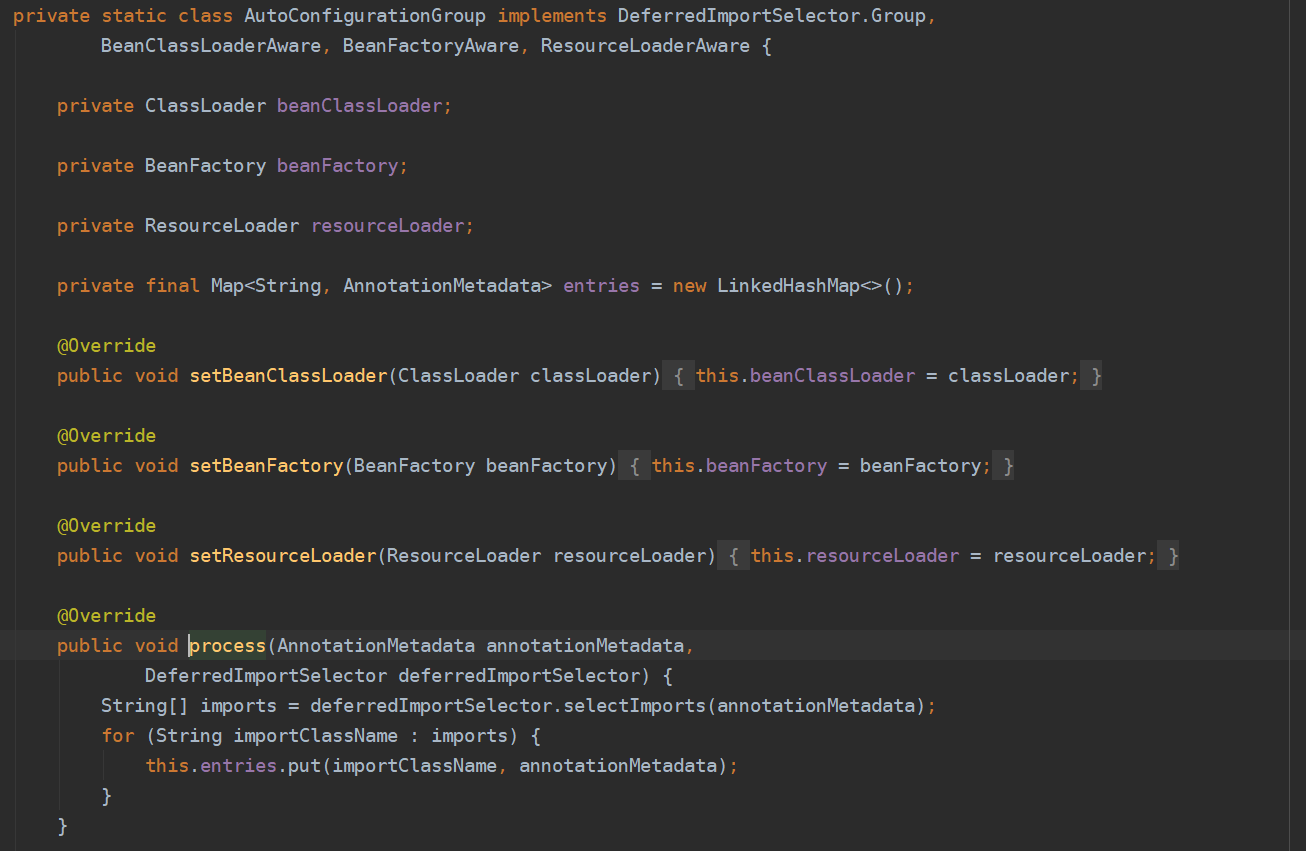 private static class AutoConfigurationGroup implements DeferredImportSelector.Group,
BeanClassLoaderAware, BeanFactoryAware, ResourceLoaderAware {
private ClassLoader beanClassLoader;
private BeanFactory beanFactory;
private ResourceLoader resourceLoader;
private final Map<String, AnnotationMetadata> entries = new LinkedHashMap<>();
@Override
public void setBeanClassLoader(ClassLoader classLoader) { this.beanClassLoader = classLoader; }
@Override
public void setBeanFactory(BeanFactory beanFactory) { this.beanFactory = beanFactory; }
@Override
public void setResourceLoader(ResourceLoader resourceLoader) { this.resourceLoader = resourceLoader; }
@Override
public void process(AnnotationMetadata annotationMetadata,
DeferredImportSelector deferredImportSelector) {
String[] imports = deferredImportSelector.selectImports(annotationMetadata);
for (String importClassName : imports) {
this.entries.put(importClassName, annotationMetadata);
}
}